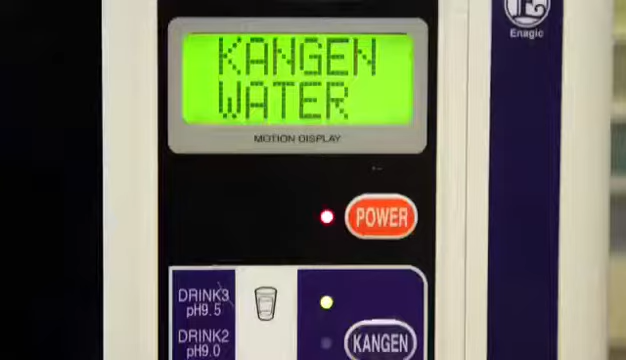 Enagic
KANGEN
WATER
MOTION DISPLAY
POWER
DRINK3
pH9.5
DRINK2
pH9.0
KANGEN